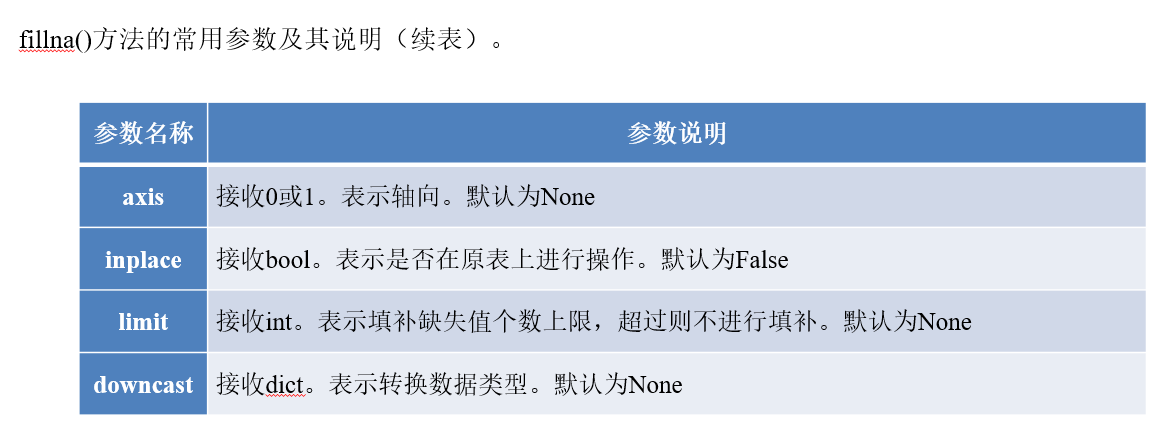 fillna()方法的常用参数及其说明（续表）。
参数名称 参数说明
axis 接收0或1。表示轴向。默认为None
inplace 接收bool。表示是否在原表上进行操作。默认为False
limit 接收int。表示填补缺失值个数上限，超过则不进行填补。默认为None
downcast 接收dict。表示转换数据类型。默认为None